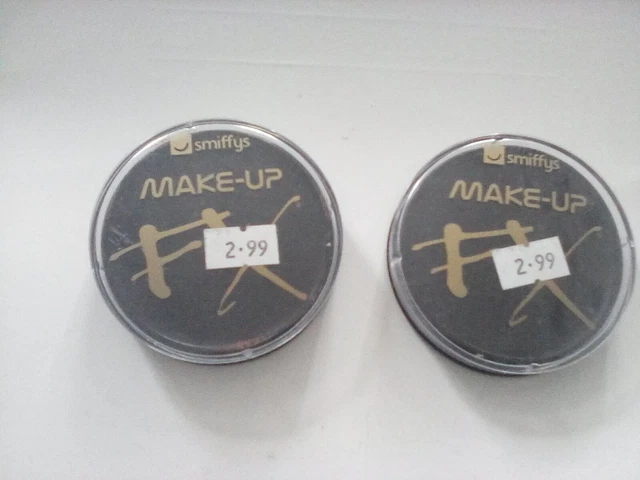 smiffys
MAKE-UP
FX
2.99
smiffys
MAKE-UP
FX
2.99